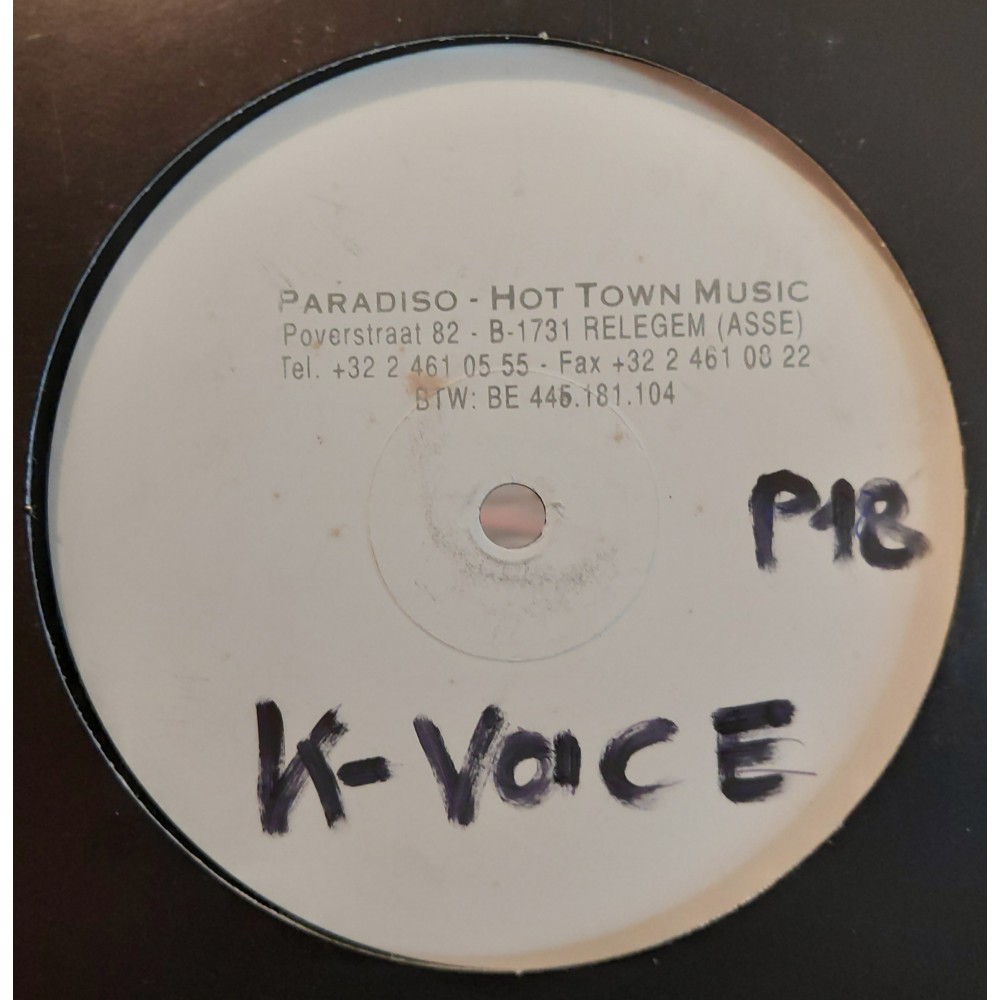 PARADISO - HOT TOWN MUSIC
Poverstraat 82 - B-1731 RELEGEM (ASSE)
Tel. +32 2 461 05 55 - Fax +32 2 461 08 22
BTW: BE 446.181.104
P18
K-VOICE